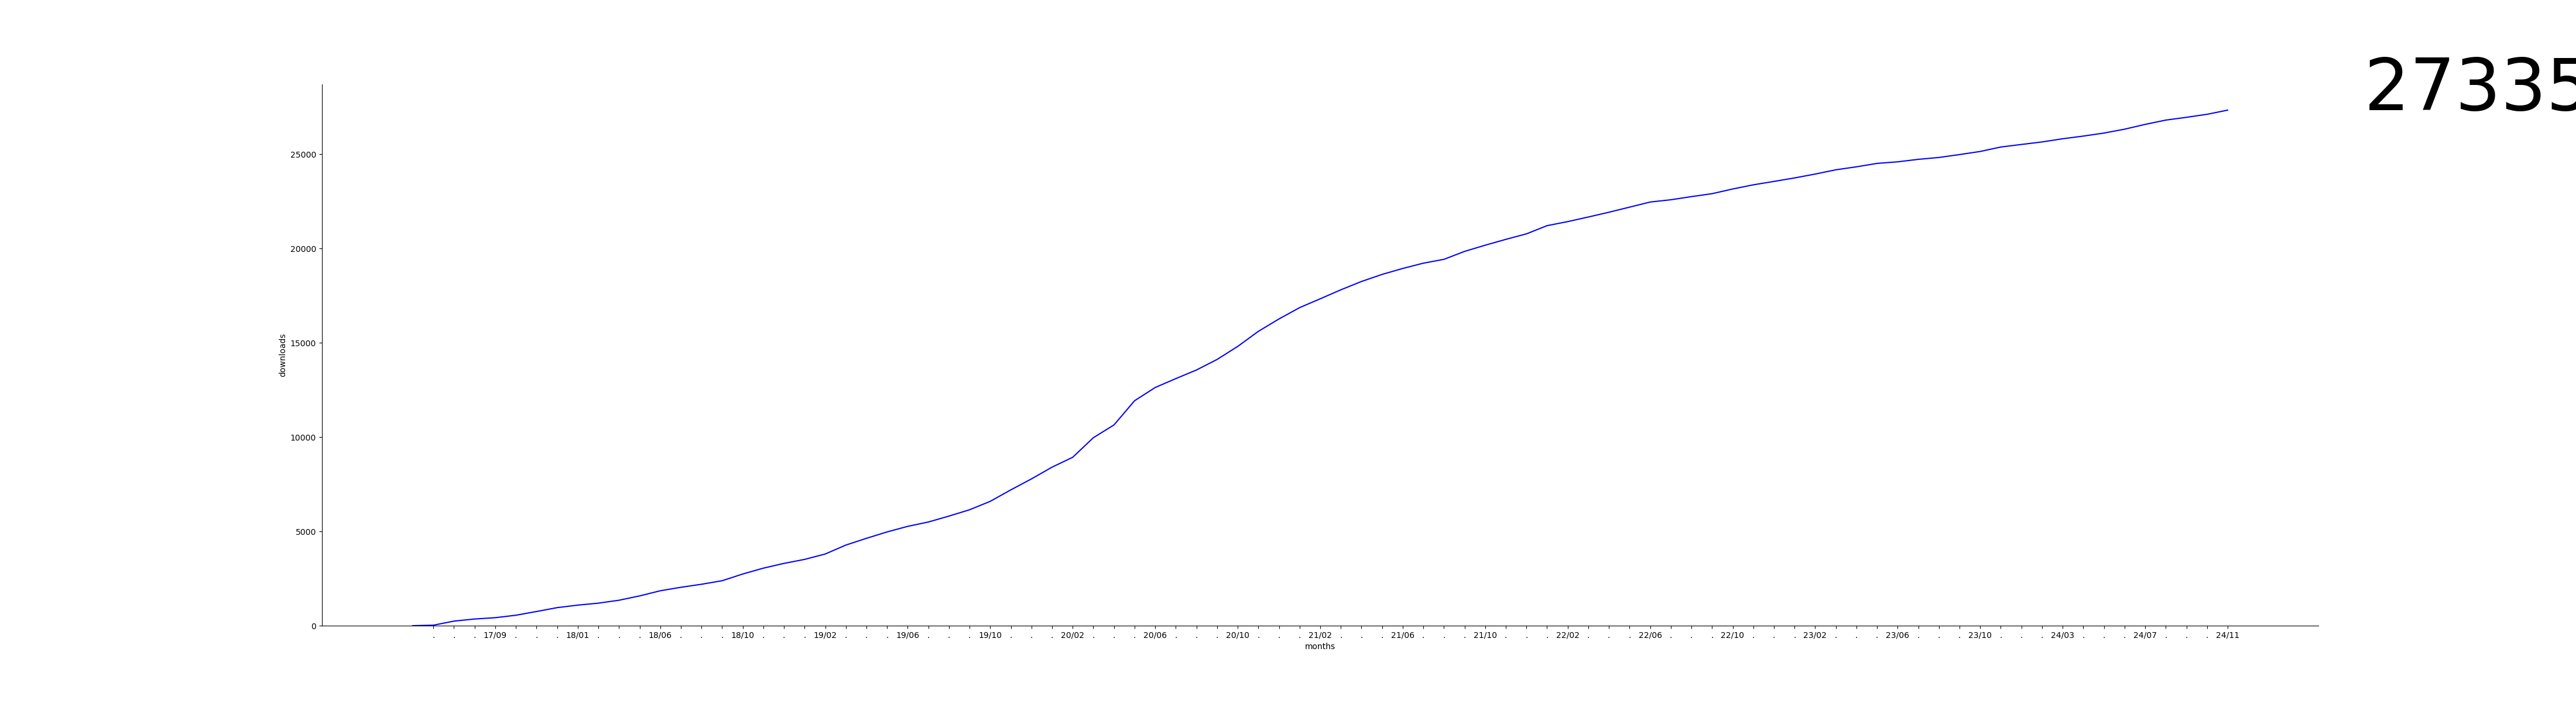 27335
25000
20000
15000
10000
5000
0
downloads
. . . 17/09 . . . 18/01 . . . 18/06 . . . 18/10 . . . 19/02 . . . 19/06 . . . 19/10 . . . 20/02 . . . 20/06 . . . 20/10 . . . 21/02 . . . 21/06 . . . 21/10 . . . 22/02 . . . 22/06 . . . 22/10 . . . 23/02 . . . 23/06 . . . 23/10 . . . 24/03 . . . 24/07 . . . 24/11
months